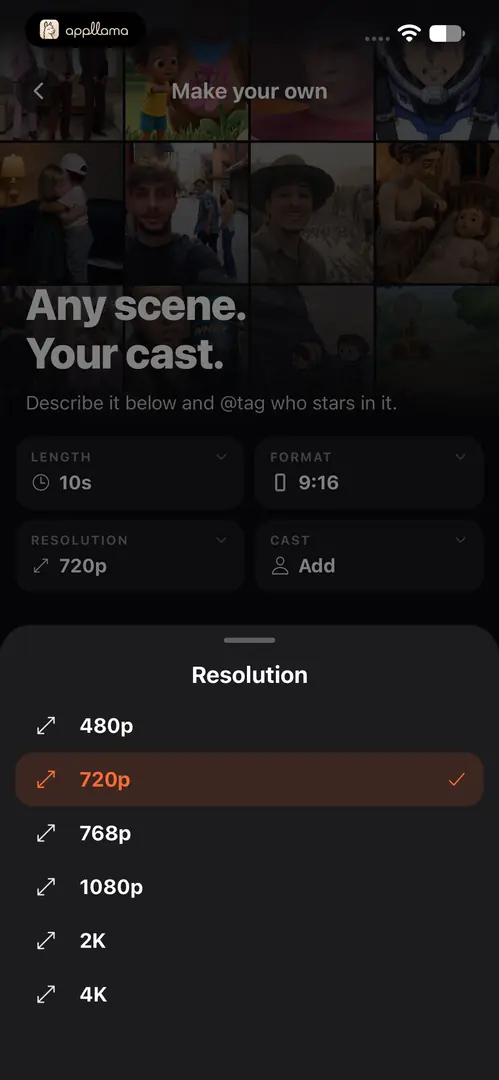 appllama
Make your own
Any scene.
Your cast.
Describe it below and @tag who stars in it.
LENGTH
10s
FORMAT
9:16
RESOLUTION
720p
CAST
Add
Resolution
480p
720p
768p
1080p
2K
4K